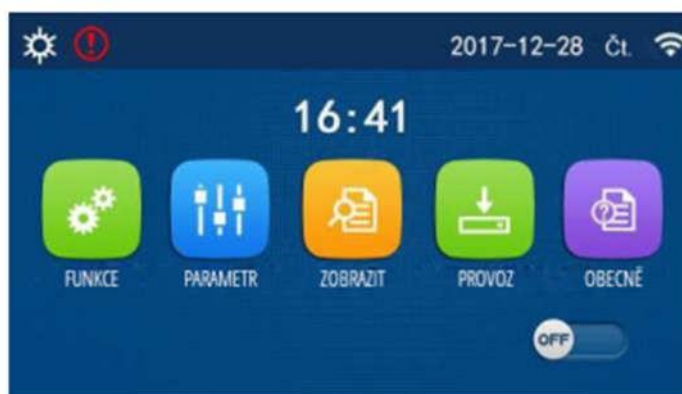 2017-12-28 Čt.
16:41
FUNKCE PARAMETR ZOBRAZIT PROVOZ OBECNĚ
OFF